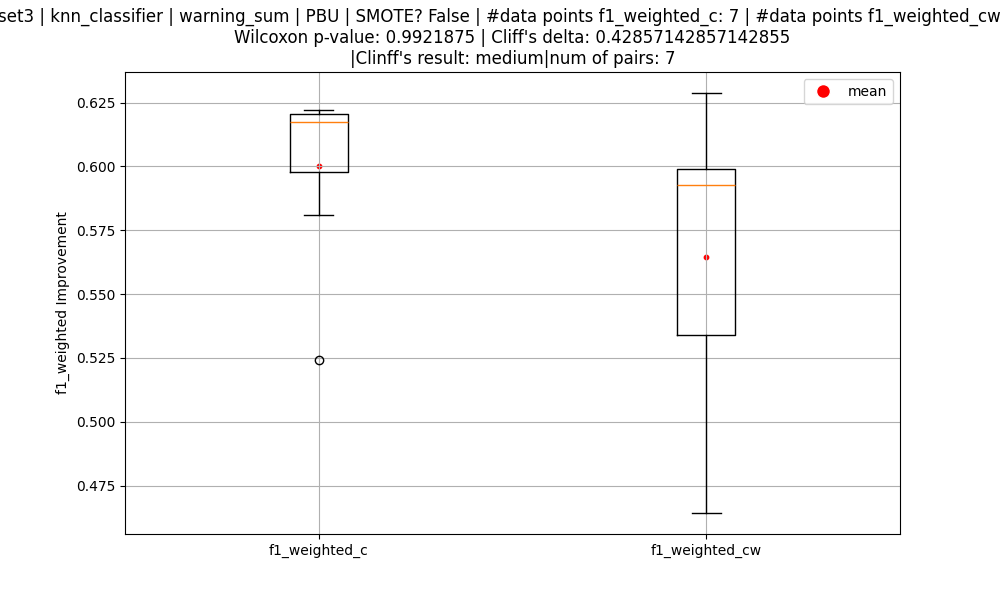 set3 | knn_classifier | warning_sum | PBU | SMOTE? False | #data points f1_weighted_c: 7 | #data points f1_weighted_cw
Wilcoxon p-value: 0.9921875 | Cliff's delta: 0.42857142857142855
|Clinff's result: medium|num of pairs: 7
mean
0.625
0.600
0.575
0.550
0.525
0.500
0.475
f1_weighted Improvement
f1_weighted_c
f1_weighted_cw